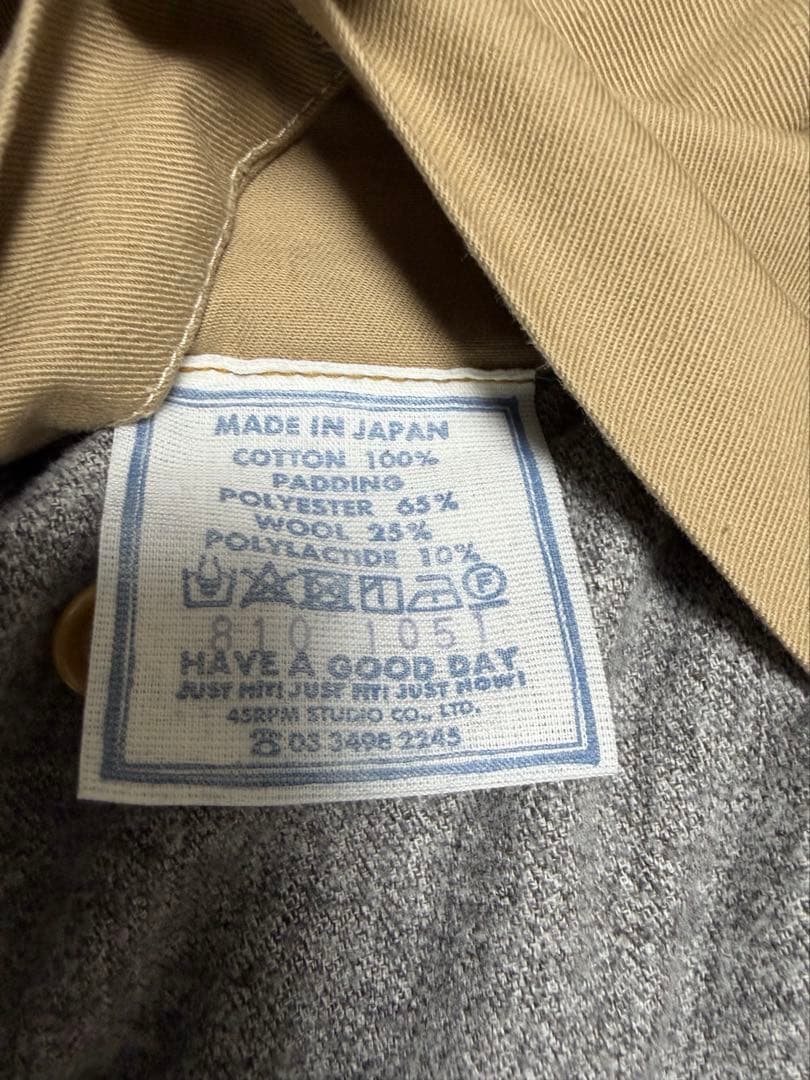 MADE IN JAPAN
COTTON 100%
PADDING
POLYESTER 65%
WOOL 25%
POLYLACTIDE 10%
F
810 1051
HAVE A GOOD DAY
JUST HIT! JUST FIT! JUST NOW!
45RPM STUDIO CO., LTD.
☎ 03 3498 2245